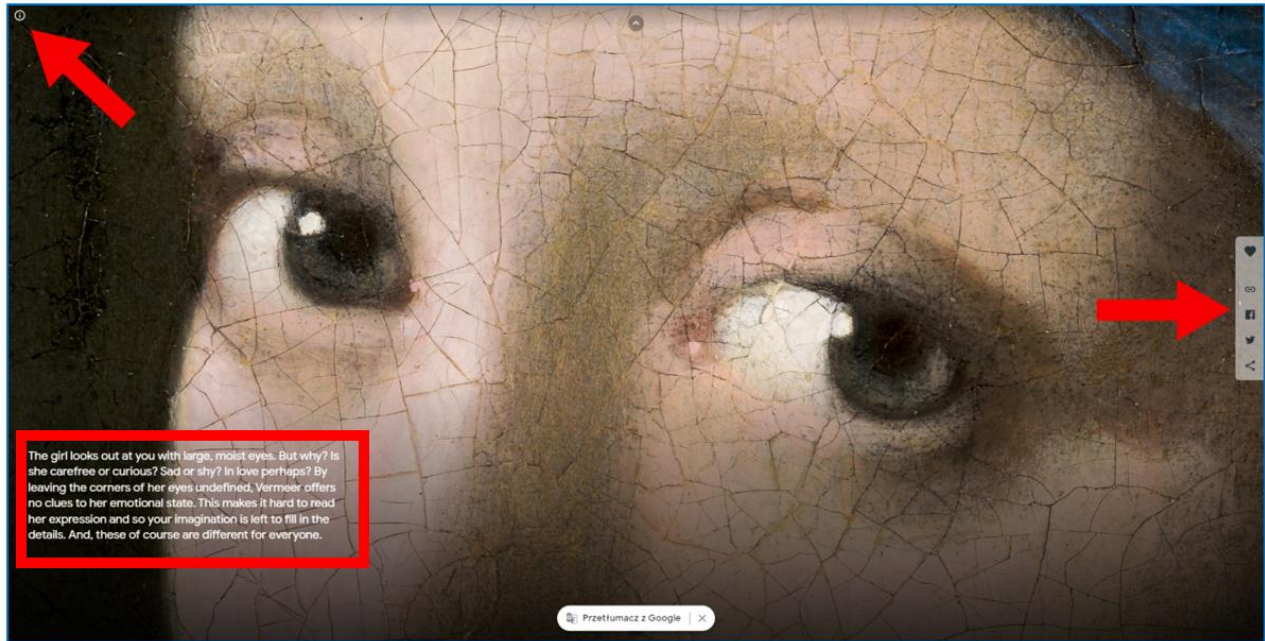 The girl looks out at you with large, moist eyes. But why? Is
she carefree or curious? Sad or shy? In love perhaps? By
leaving the corners of her eyes undefined, Vermeer offers
no clues to her emotional state. This makes it hard to read
her expression and so your imagination is left to fill in the
details. And, these of course are different for everyone.
Przetłumacz z Google